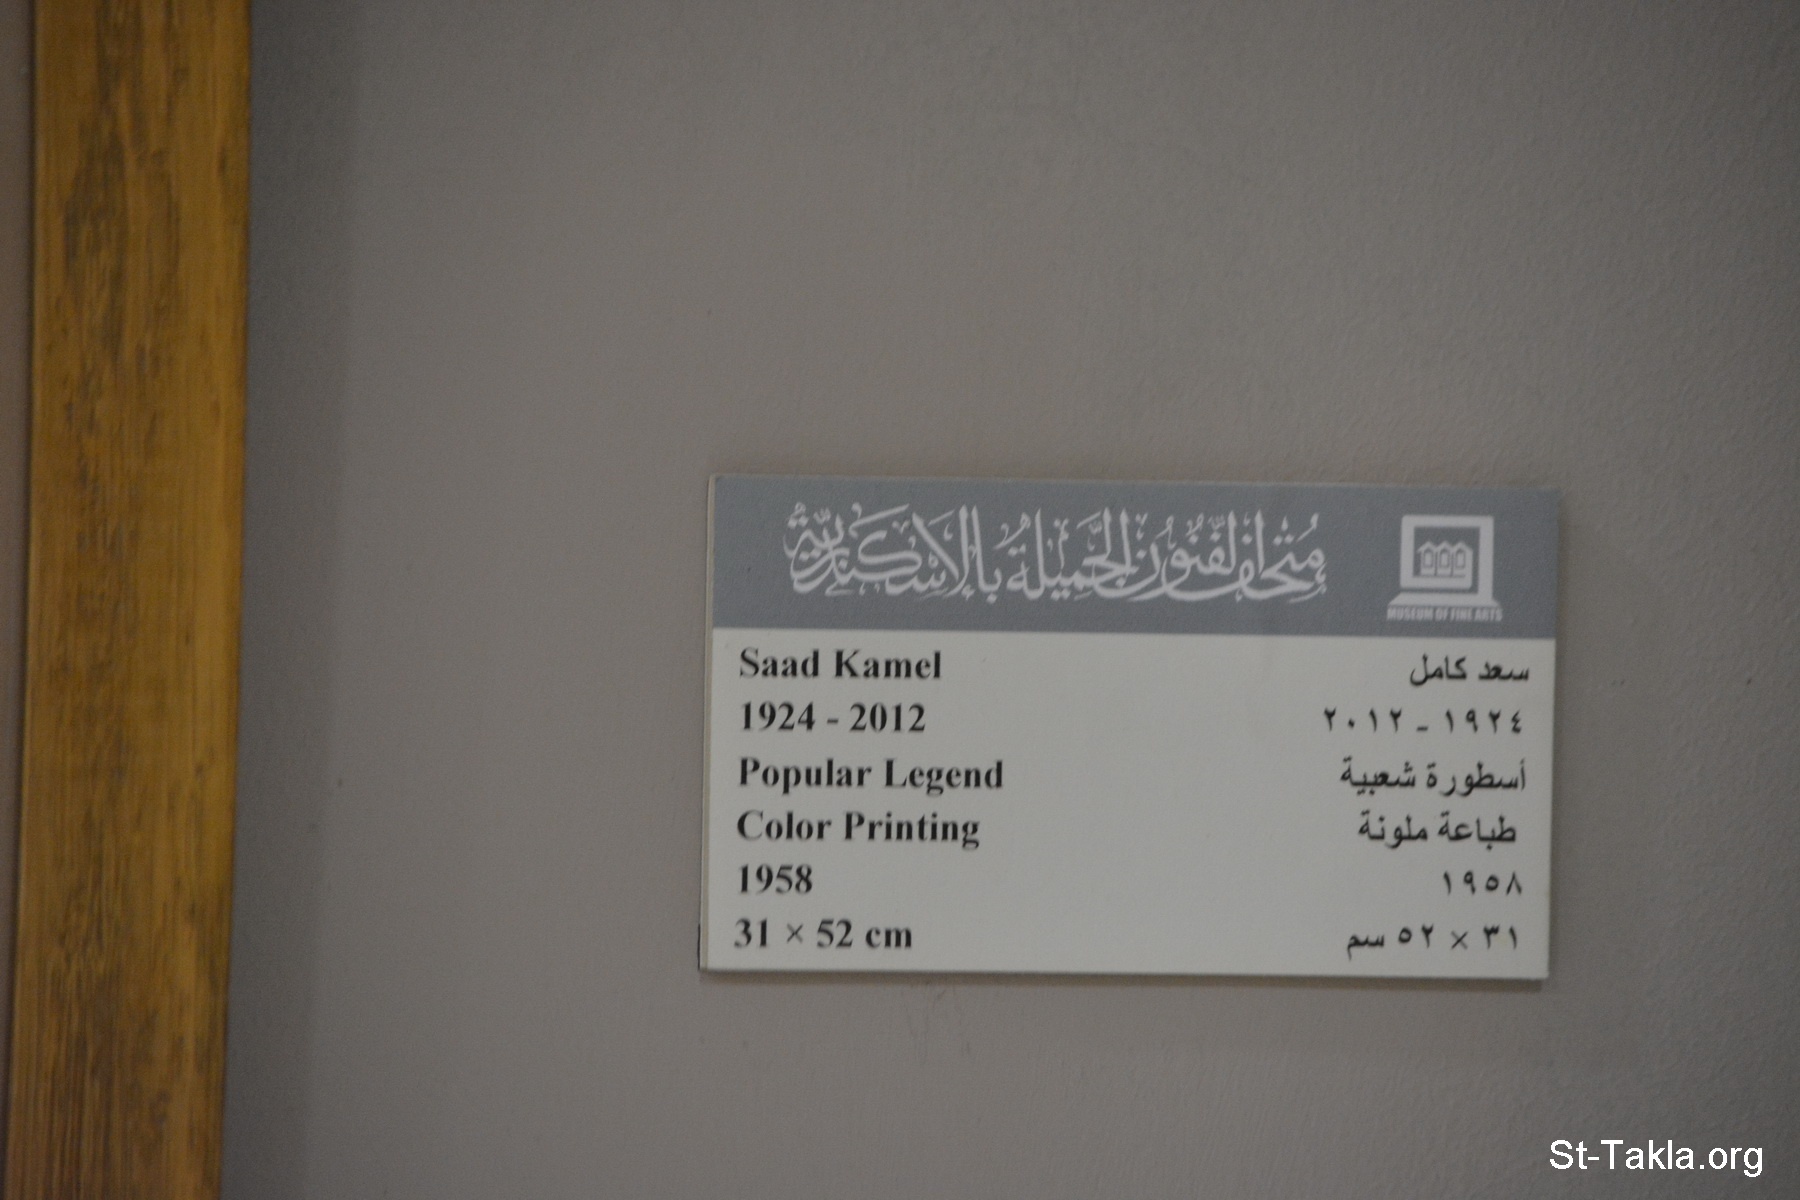 متحف الفنون الجميلة بالاسكندرية
MUSEUM OF FINE ARTS
Saad Kamel
1924 - 2012
Popular Legend
Color Printing
1958
31 × 52 cm
سعد كامل
١٩٢٤ - ٢٠١٢
أسطورة شعبية
طباعة ملونة
١٩٥٨
٣١ × ٥٢ سم
St-Takla.org